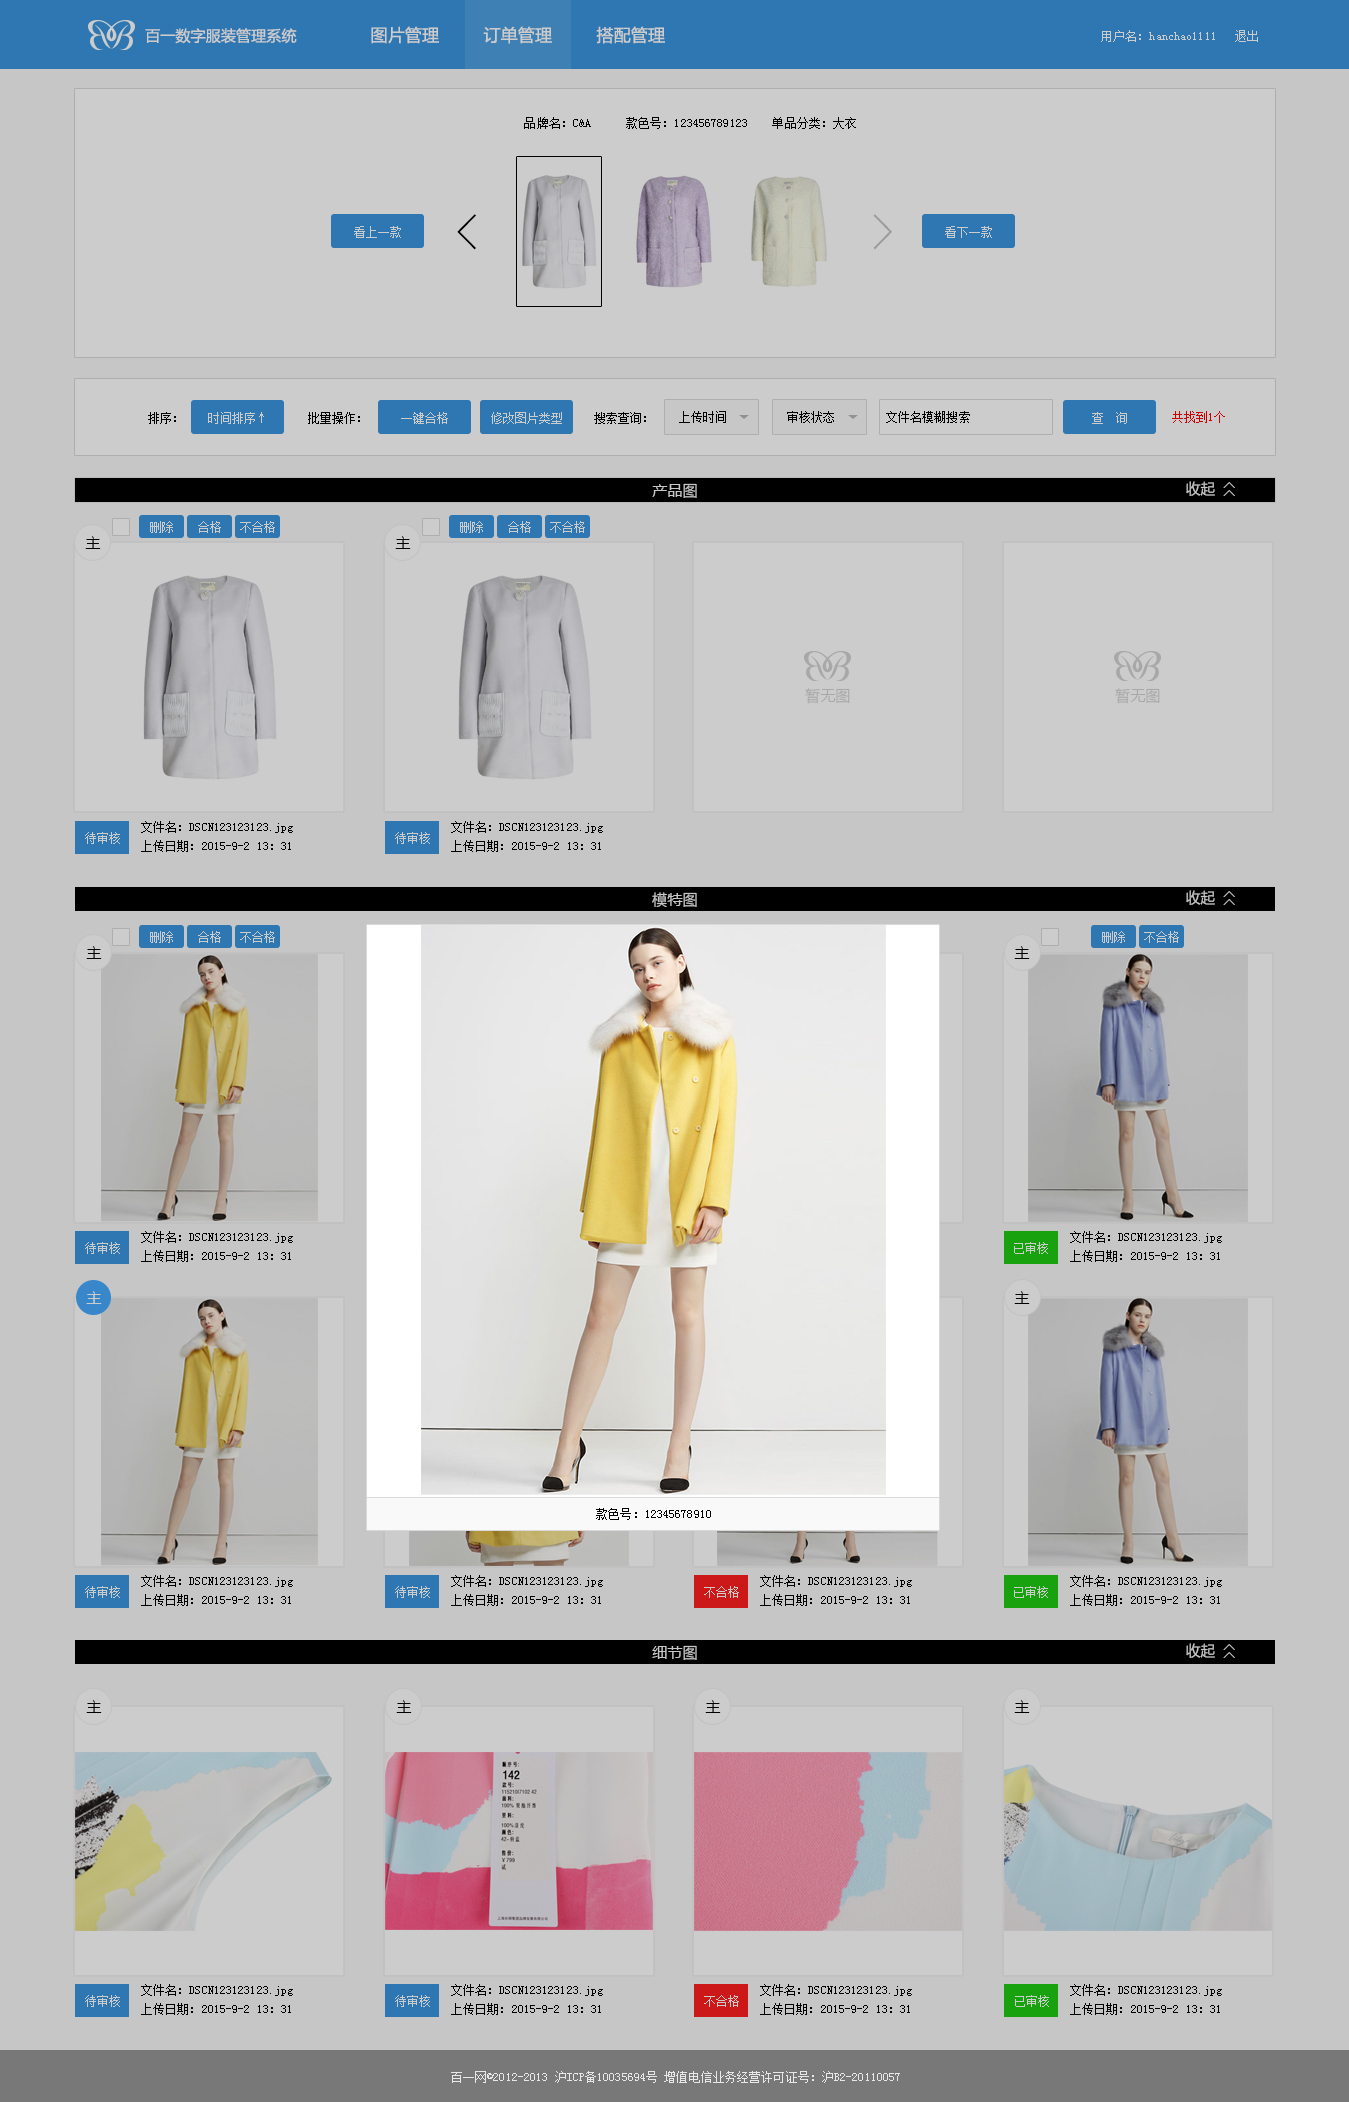 百一数字服装管理系统 图片管理 订单管理 搭配管理 用户名：hanchao1111 退出
品牌名：C&A 款色号：123456789123 单品分类：大衣
看上一款 看下一款
排序： 时间排序↑ 批量操作： 一键合格 修改图片类型 搜索查询： 上传时间 审核状态 文件名模糊搜索 查 询 共找到1个
产品图 收起
主 删除 合格 不合格 主 删除 合格 不合格
暂无图 暂无图
待审核 文件名：DSCN123123123.jpg 待审核 文件名：DSCN123123123.jpg
上传日期：2015-9-2 13：31 上传日期：2015-9-2 13：31
模特图 收起
主 删除 合格 不合格 主 删除 不合格
待审核 文件名：DSCN123123123.jpg 已审核 文件名：DSCN123123123.jpg
上传日期：2015-9-2 13：31 上传日期：2015-9-2 13：31
主 主
款色号：12345678910
待审核 文件名：DSCN123123123.jpg 待审核 文件名：DSCN123123123.jpg 不合格 文件名：DSCN123123123.jpg 已审核 文件名：DSCN123123123.jpg
上传日期：2015-9-2 13：31 上传日期：2015-9-2 13：31 上传日期：2015-9-2 13：31 上传日期：2015-9-2 13：31
细节图 收起
主 主 主 主
142
待审核 文件名：DSCN123123123.jpg 待审核 文件名：DSCN123123123.jpg 不合格 文件名：DSCN123123123.jpg 已审核 文件名：DSCN123123123.jpg
上传日期：2015-9-2 13：31 上传日期：2015-9-2 13：31 上传日期：2015-9-2 13：31 上传日期：2015-9-2 13：31
百一网©2012-2013 沪ICP备10035694号 增值电信业务经营许可证号：沪B2-20110057